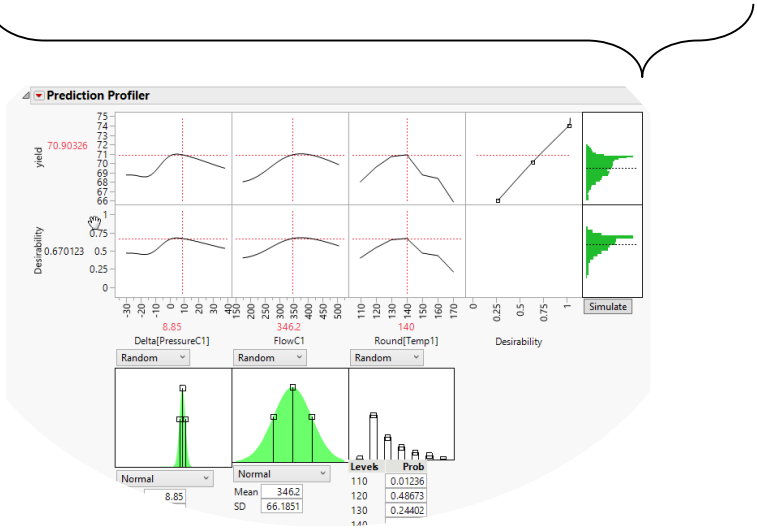 Prediction Profiler
75
74
73
72
71
70
69
68
67
66
yield
70.90326
1
0.75
0.5
0.25
0
Desirability
0.670123
-30 -20 -10 0 10 20 30 40 150 200 250 300 350 400 450 500 110 120 130 140 150 160 170 0 0.25 0.5 0.75 1
Simulate
8.85 346.2 140
Delta[PressureC1] FlowC1 Round[Temp1] Desirability
Random Random Random
Normal Normal Levels Prob
8.85 Mean 346.2 110 0.01236
SD 66.1851 120 0.48673
130 0.24402